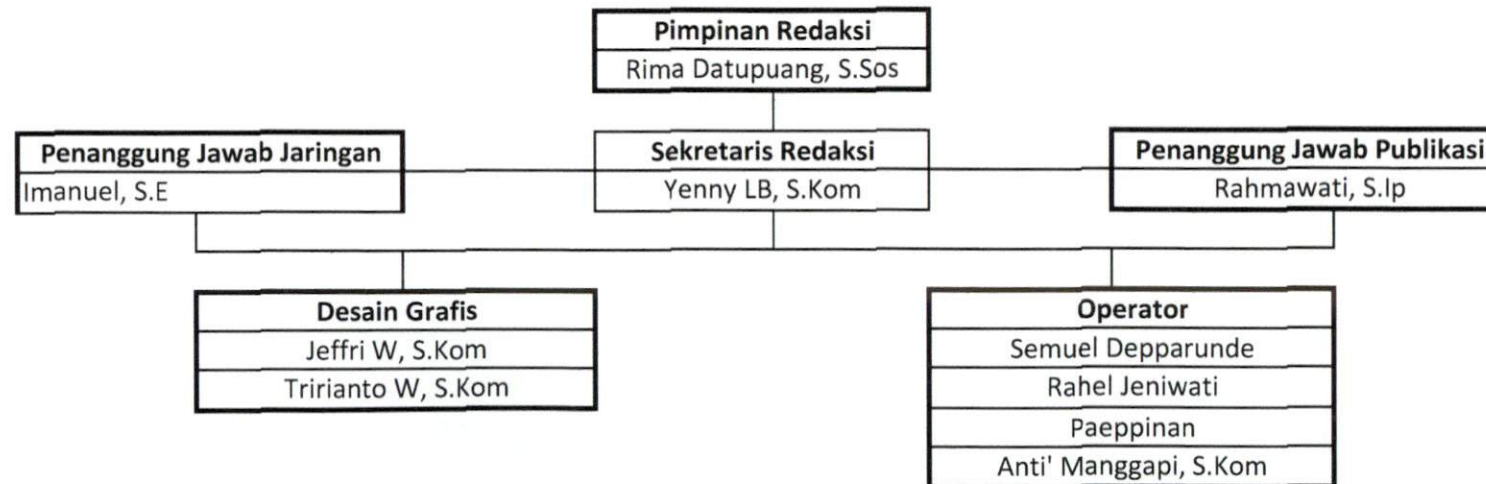 Pimpinan Redaksi
Rima Datupuang, S.Sos
Penanggung Jawab Jaringan
Imanuel, S.E
Sekretaris Redaksi
Yenny LB, S.Kom
Penanggung Jawab Publikasi
Rahmawati, S.Ip
Desain Grafis
Jeffri W, S.Kom
Tririanto W, S.Kom
Operator
Semuel Depparunde
Rahel Jeniwati
Paeppinan
Anti' Manggapi, S.Kom